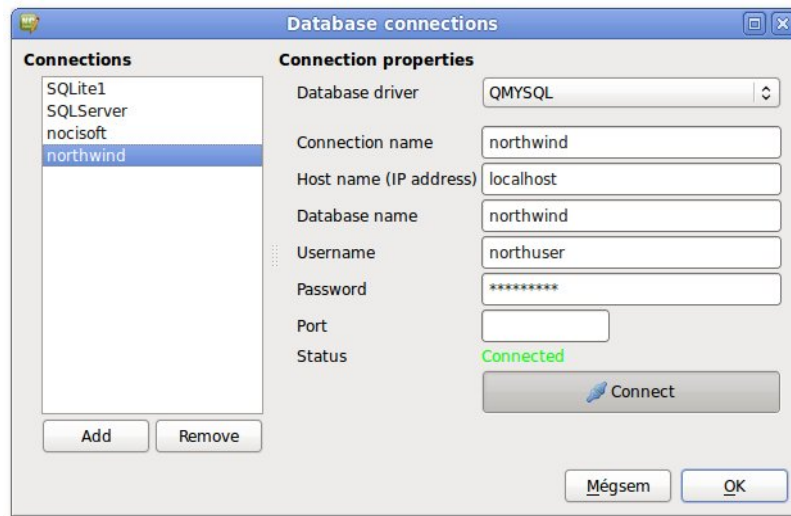 Database connections
Connections
SQLite1
SQLServer
nocisoft
northwind
Add
Remove
Connection properties
Database driver QMYSQL
Connection name northwind
Host name (IP address) localhost
Database name northwind
Username northuser
Password *********
Port
Status Connected
Connect
Mégsem
OK